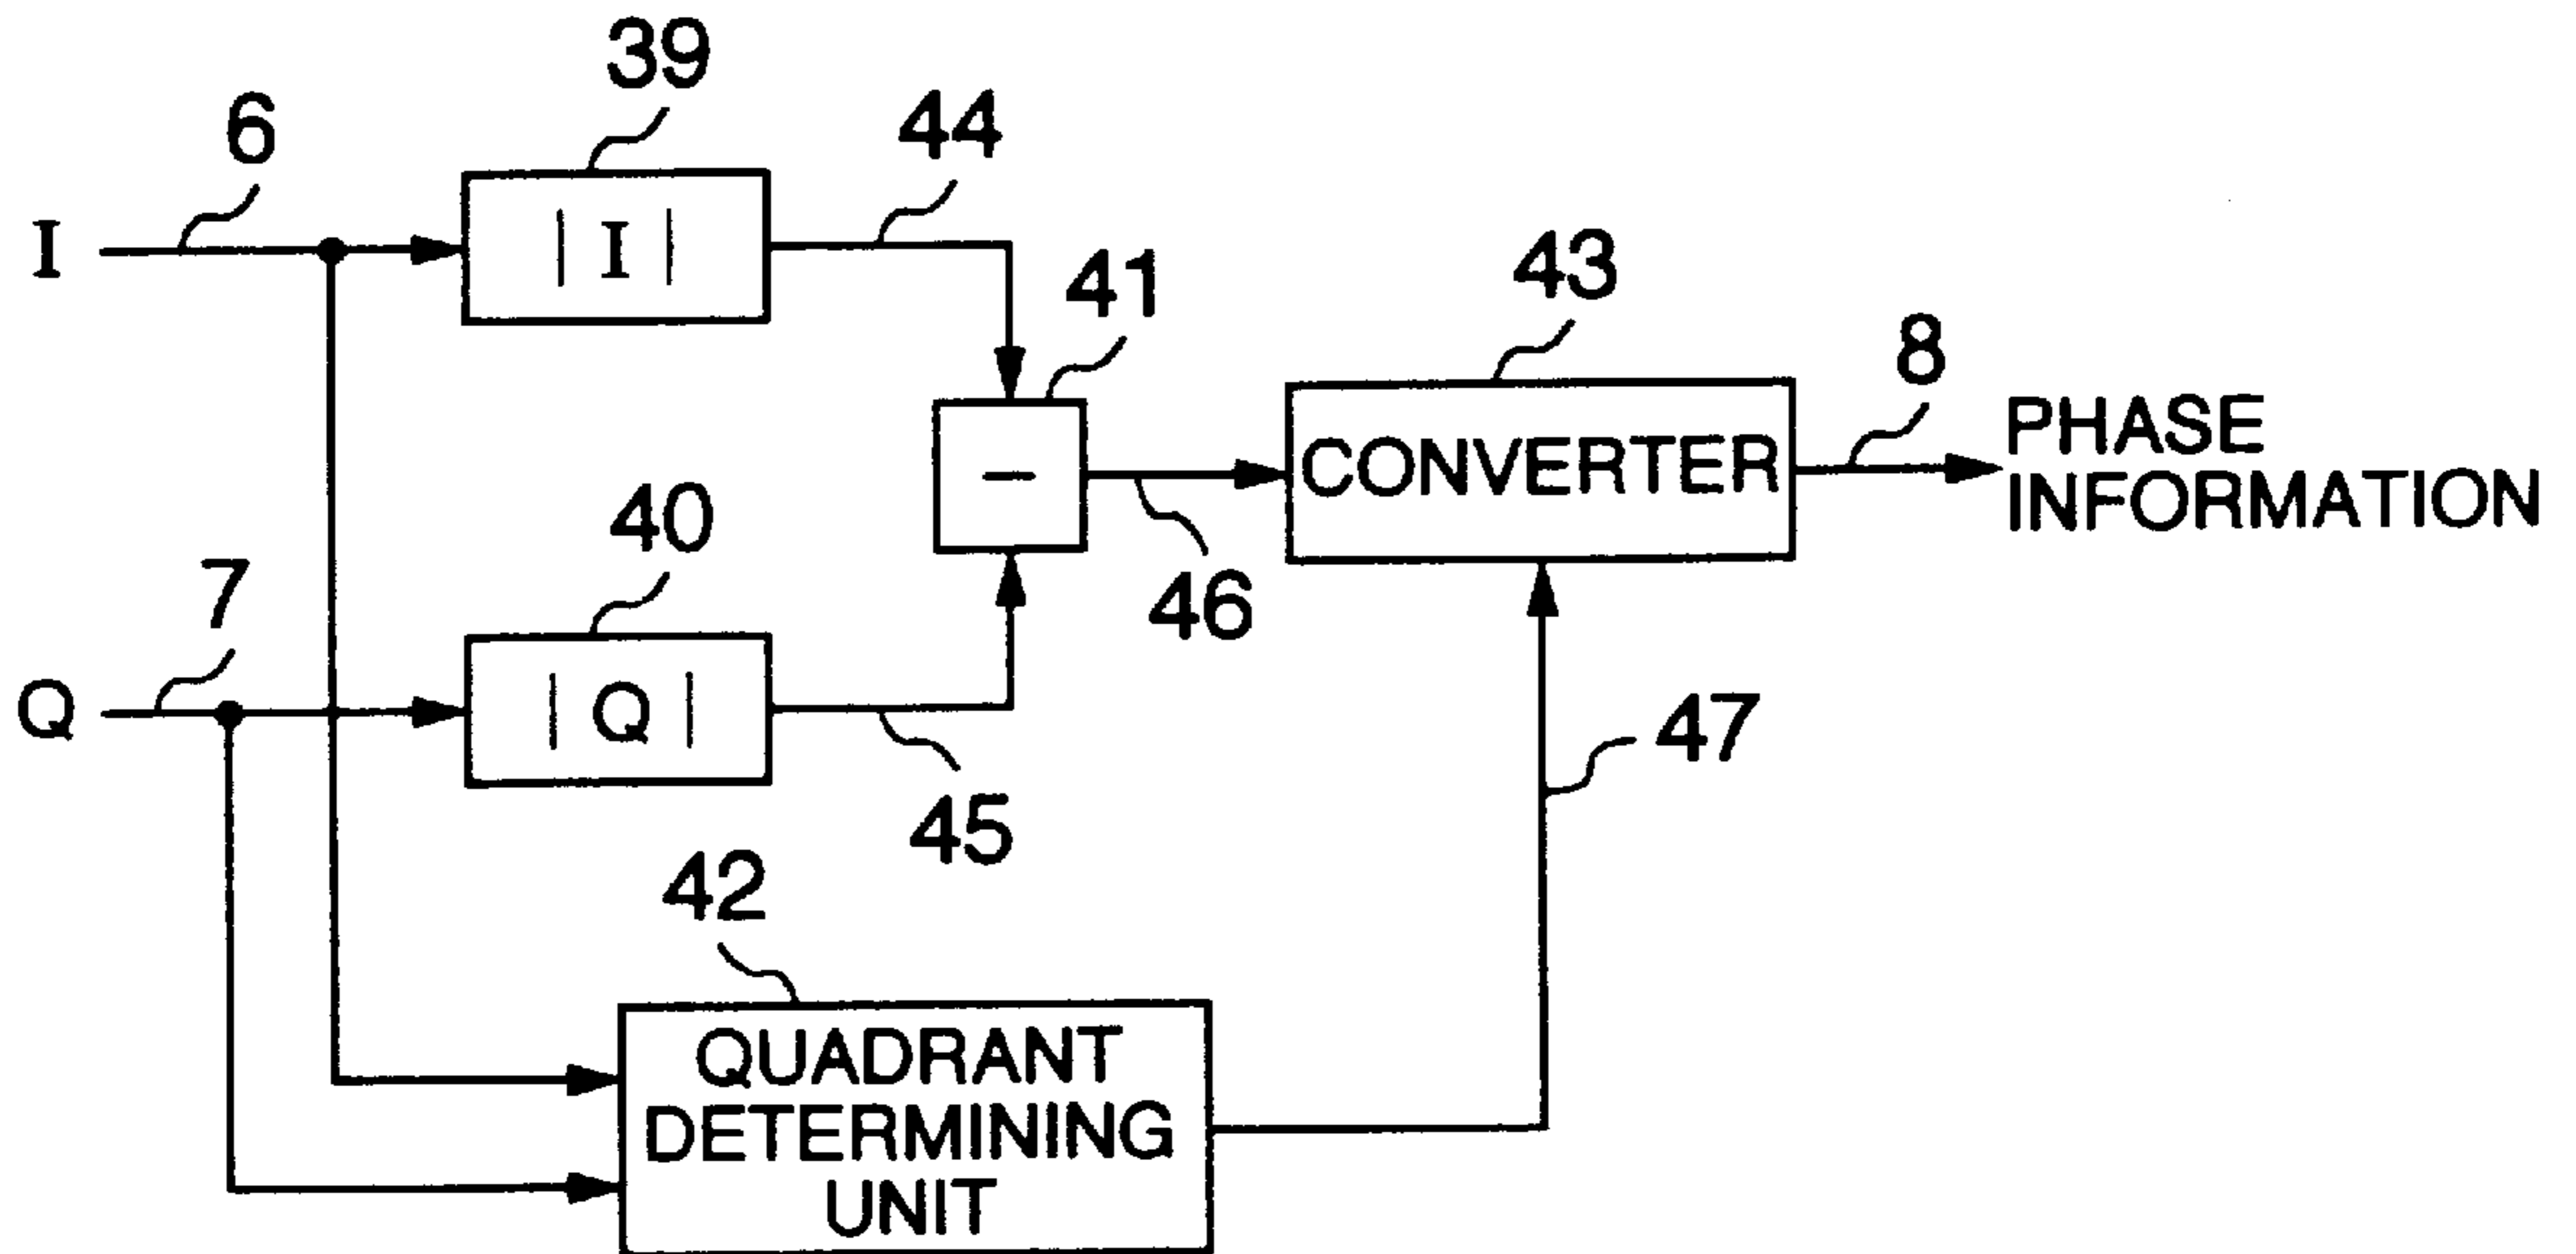 39
6
44
I
| I |
41
43
8
CONVERTER
PHASE
INFORMATION
−
40
46
7
Q
| Q |
47
45
42
QUADRANT
DETERMINING
UNIT